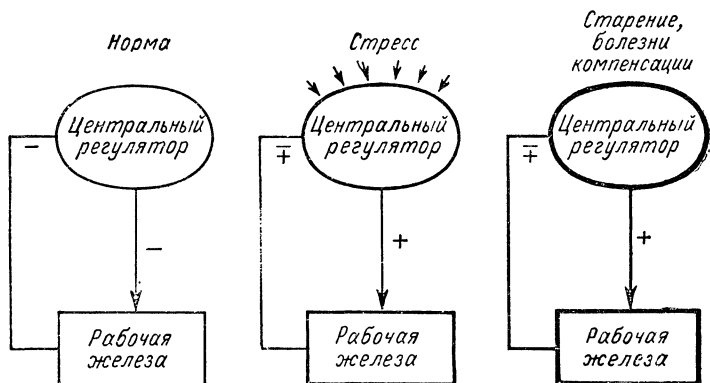 Норма
Центральный
регулятор
−
−
Рабочая
железа
Стресс
Центральный
регулятор
∓
+
Рабочая
железа
Старение,
болезни
компенсации
Центральный
регулятор
∓
+
Рабочая
железа